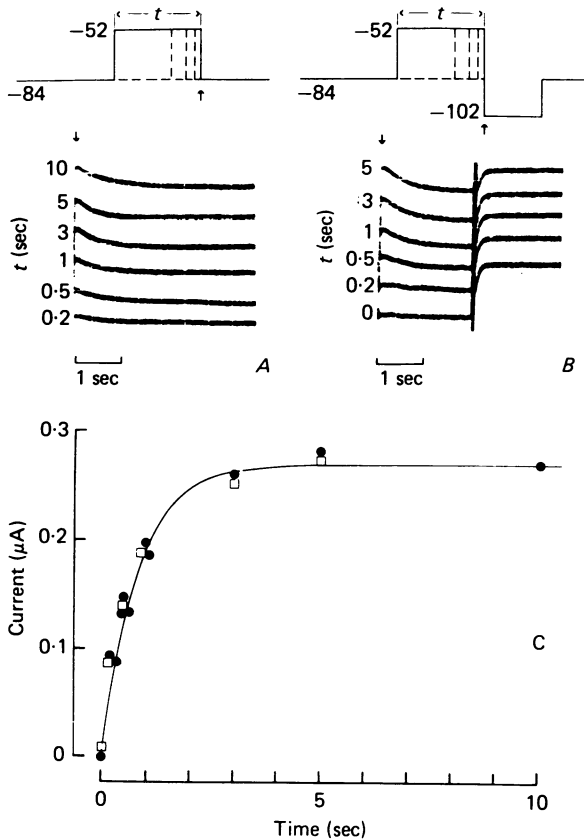 t t
−52 −52
−84 −84
−102
10 5
5 3
3 1
1 0·5
0·5 0·2
0·2 0
t (sec) t (sec)
1 sec A 1 sec B
0·3
0·2
0·1
0
Current (μA)
C
0 5 10
Time (sec)